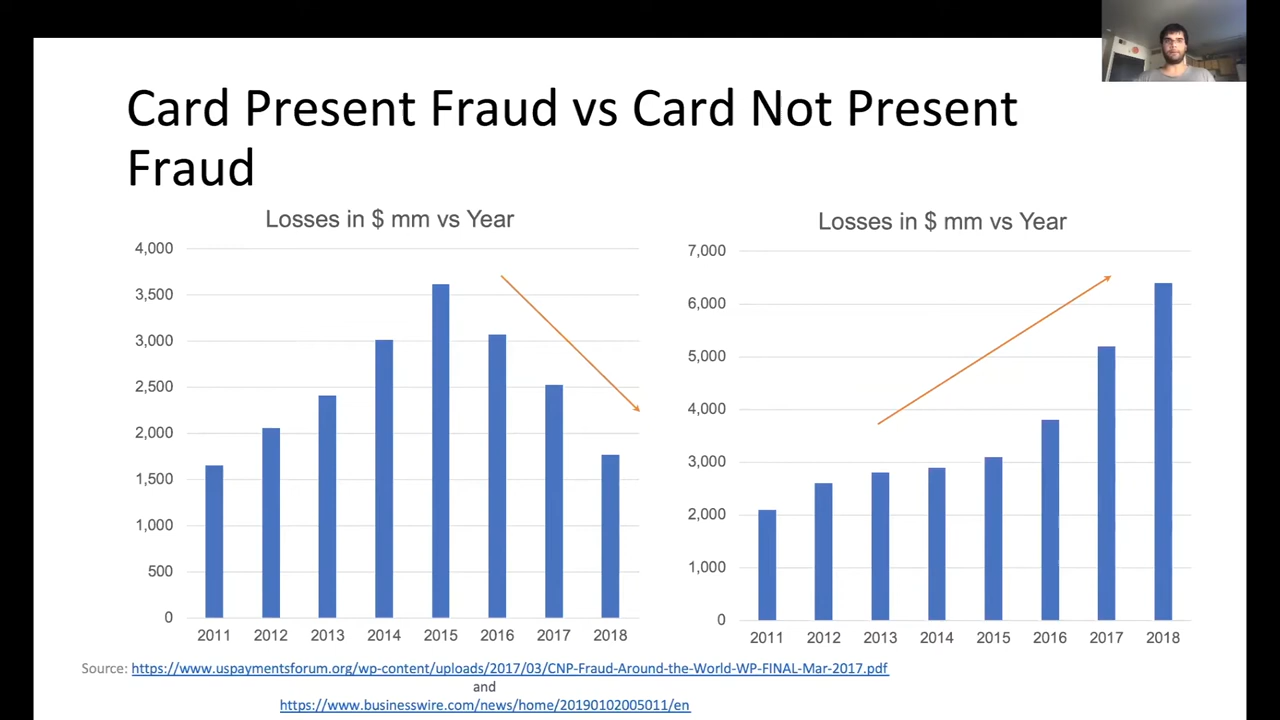 Card Present Fraud vs Card Not Present
Fraud
Losses in $ mm vs Year
4,000
3,500
3,000
2,500
2,000
1,500
1,000
500
0
2011 2012 2013 2014 2015 2016 2017 2018
Losses in $ mm vs Year
7,000
6,000
5,000
4,000
3,000
2,000
1,000
0
2011 2012 2013 2014 2015 2016 2017 2018
Source: https://www.uspaymentsforum.org/wp-content/uploads/2017/03/CNP-Fraud-Around-the-World-WP-FINAL-Mar-2017.pdf
and
https://www.businesswire.com/news/home/20190102005011/en